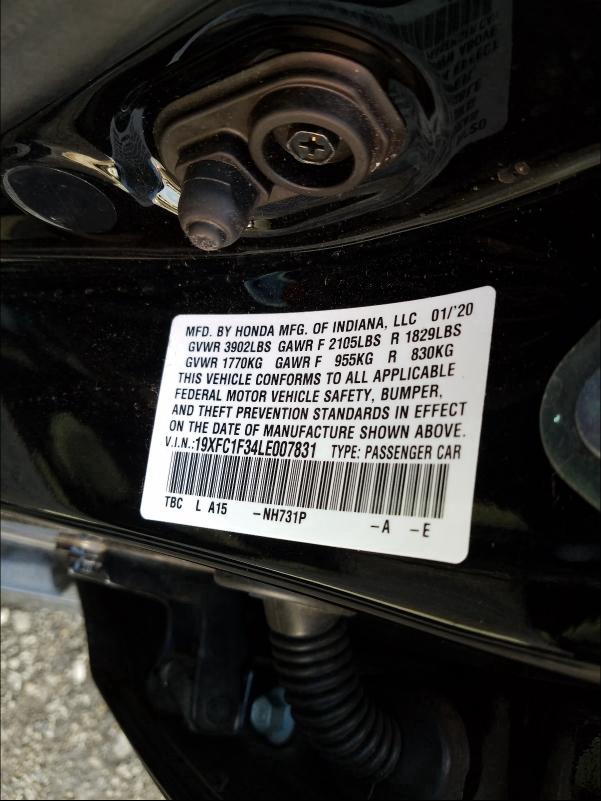 MFD. BY HONDA MFG. OF INDIANA, LLC 01/'20
GVWR 3902LBS GAWR F 2105LBS R 1829LBS
GVWR 1770KG GAWR F 955KG R 830KG
THIS VEHICLE CONFORMS TO ALL APPLICABLE
FEDERAL MOTOR VEHICLE SAFETY, BUMPER,
AND THEFT PREVENTION STANDARDS IN EFFECT
ON THE DATE OF MANUFACTURE SHOWN ABOVE.
V.I.N.:19XFC1F34LE007831 TYPE: PASSENGER CAR
TBC L A15 -NH731P -A -E